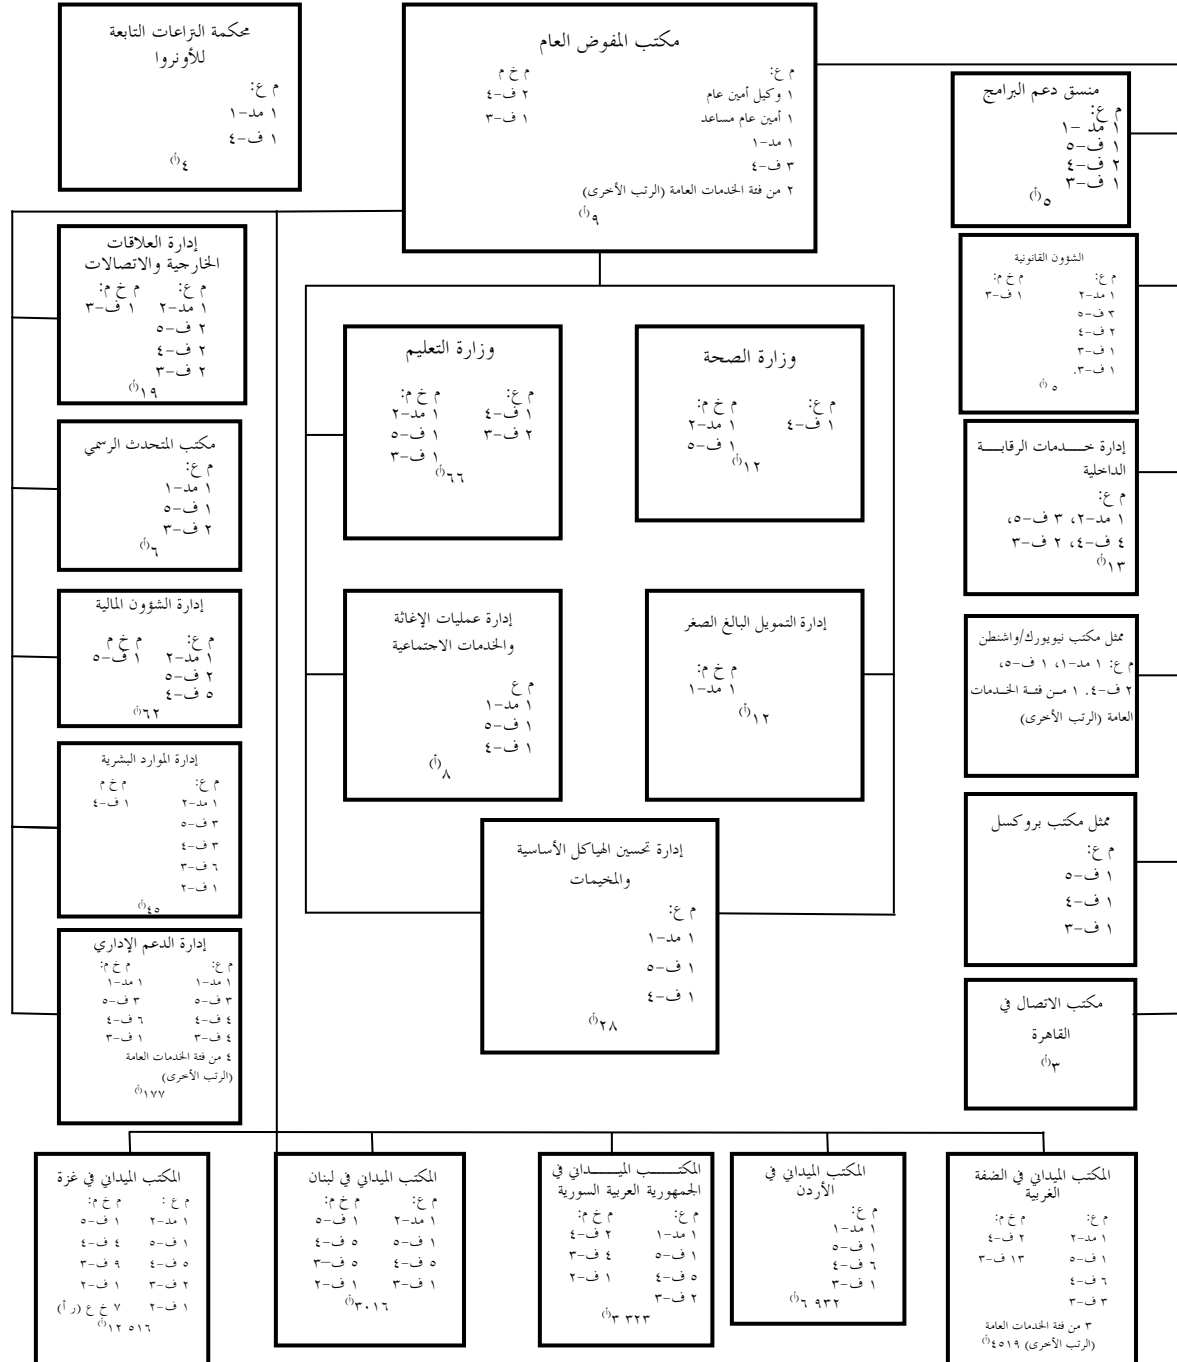 محكمة التراعات التابعة
للأونروا
م ع:
١ مد-١
١ ف-٤
٤(أ)
مكتب المفوض العام
م ع: م خ م
١ وكيل أمين عام ٢ ف-٤
١ أمين عام مساعد ١ ف-٣
١ مد-١
٣ ف-٤
٢ من فئة الخدمات العامة (الرتب الأخرى)
٩(أ)
منسق دعم البرامج
م ع:
١ مد -١
١ ف-٥
٢ ف-٤
١ ف-٣
٥(أ)
الشؤون القانونية
م ع: م خ م:
١ مد-٢ ١ ف-٣
٣ ف-٥
٢ ف-٤
١ ف-٣
١ ف-٣.
٥(أ)
إدارة خدمات الرقابة
الداخلية
م ع:
١ مد-٢، ٣ ف-٥،
٤ ف-٤، ٢ ف-٣
١٣(أ)
ممثل مكتب نيويورك/واشنطن
م ع: ١ مد-١، ١ ف-٥،
٢ ف-٤. ١ من فئة الخدمات
العامة (الرتب الأخرى)
ممثل مكتب بروكسل
م ع:
١ ف-٥
١ ف-٤
١ ف-٣
مكتب الاتصال في
القاهرة
٣(أ)
وزارة الصحة
م ع: م خ م:
١ ف-٤ ١ مد-٢
١ ف-٥
١٢(أ)
وزارة التعليم
م ع: م خ م:
١ ف-٤ ١ مد-٢
٢ ف-٣ ١ ف-٥
١ ف-٣
٦٦(أ)
إدارة التمويل البالغ الصغر
م خ م:
١ مد-١
١٢(أ)
إدارة عمليات الإغاثة
والخدمات الاجتماعية
م ع
١ مد-١
١ ف-٥
١ ف-٤
٨(أ)
إدارة تحسين الهياكل الأساسية
والمخيمات
م ع:
١ مد-١
١ ف-٥
١ ف-٤
٢٨(أ)
إدارة العلاقات
الخارجية والاتصالات
م ع: م خ م:
١ مد-٢ ١ ف-٣
٢ ف-٥
٢ ف-٤
٢ ف-٣
١٩(أ)
مكتب المتحدث الرسمي
م ع:
١ مد-١
١ ف-٥
٢ ف-٣
٦(أ)
إدارة الشؤون المالية
م ع: م خ م
١ مد-٢ ١ ف-٥
٢ ف-٥
٥ ف-٤
٦٢(أ)
إدارة الموارد البشرية
م ع: م خ م
١ مد-٢ ١ ف-٤
٣ ف-٥
٣ ف-٤
٦ ف-٣
١ ف-٢
٤٥(أ)
إدارة الدعم الإداري
م ع: م خ م:
١ مد-١ ١ مد-١
٣ ف-٥ ٣ ف-٥
٤ ف-٤ ٦ ف-٤
٤ ف-٣ ١ ف-٣
٤ من فئة الخدمات العامة
(الرتب الأخرى)
١٧٧(أ)
المكتب الميداني في الضفة
الغربية
م ع: م خ م:
١ مد-٢ ٢ ف-٤
١ ف-٥ ١٣ ف-٣
٦ ف-٤
٣ ف-٣
٣ من فئة الخدمات العامة
(الرتب الأخرى) ٤٥١٩(أ)
المكتب الميداني في
الأردن
م ع:
١ مد-١
١ ف-٥
٦ ف-٤
١ ف-٣
٦ ٩٣٢(أ)
المكتب الميداني في
الجمهورية العربية السورية
م ع: م خ م:
١ مد-١ ٢ ف-٤
١ ف-٥ ٤ ف-٣
٥ ف-٤ ١ ف-٢
٢ ف-٣
٣ ٣٢٣(أ)
المكتب الميداني في لبنان
م ع: م خ م:
١ مد-٢ ١ ف-٥
١ ف-٥ ٥ ف-٤
٥ ف-٤ ٥ ف-٣
١ ف-٣ ١ ف-٢
٣٠١٦(أ)
المكتب الميداني في غزة
م ع : م خ م:
١ مد-٢ ١ ف-٥
١ ف-٥ ٤ ف-٤
٥ ف-٤ ٩ ف-٣
٢ ف-٣ ١ ف-٢
١ ف-٢ ٧ خ ع (ر أ)
١٢ ٥١٦(أ)